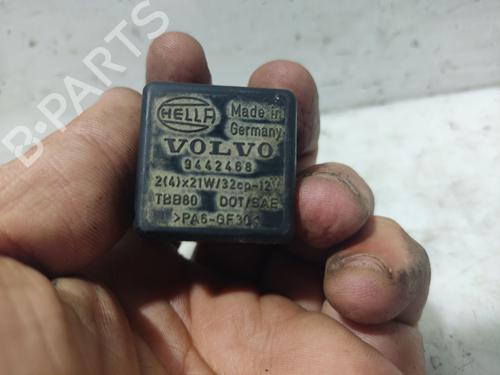 B-PARTS
HELLA
Made in
Germany
VOLVO
9442468
2(4)x21W/32cp-12V
TBB80 DOT/SAE
>PA6-GF30<